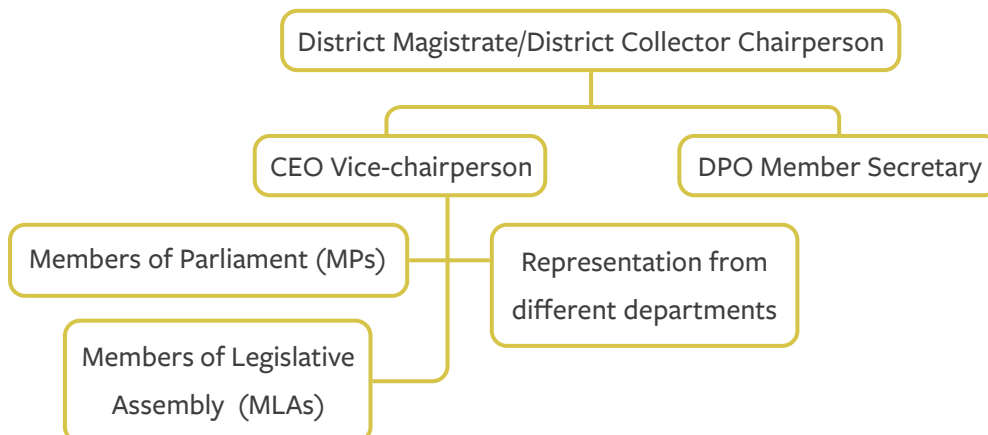 District Magistrate/District Collector Chairperson
CEO Vice-chairperson
DPO Member Secretary
Members of Parliament (MPs)
Representation from
different departments
Members of Legislative
Assembly (MLAs)